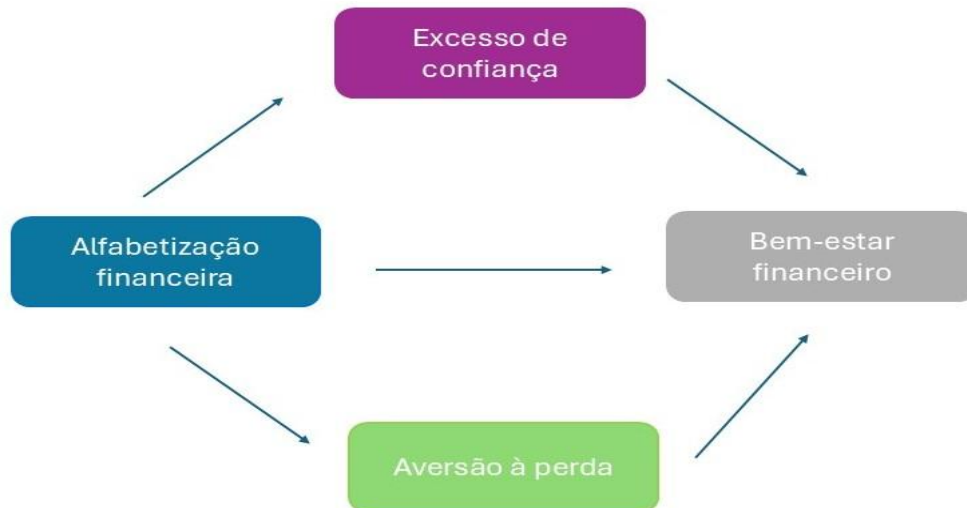 Excesso de
confiança
Alfabetização
financeira
Bem-estar
financeiro
Aversão à perda